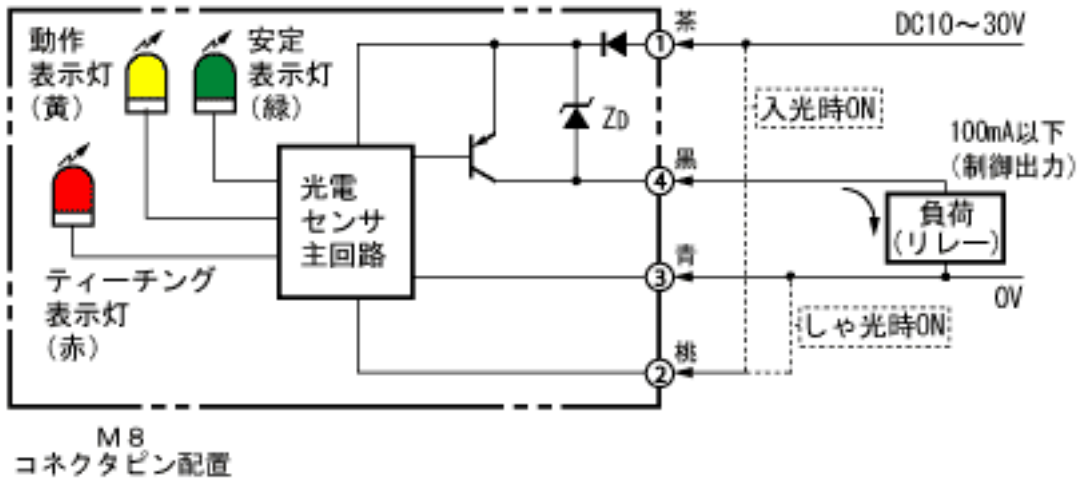 動作
表示灯
(黄)
安定
表示灯
(緑)
ティーチング
表示灯
(赤)
光電
センサ
主回路
ZD
① 茶
④ 黒
③ 青
② 桃
DC10～30V
入光時ON
100mA以下
(制御出力)
負荷
(リレー)
0V
しゃ光時ON
M8
コネクタピン配置